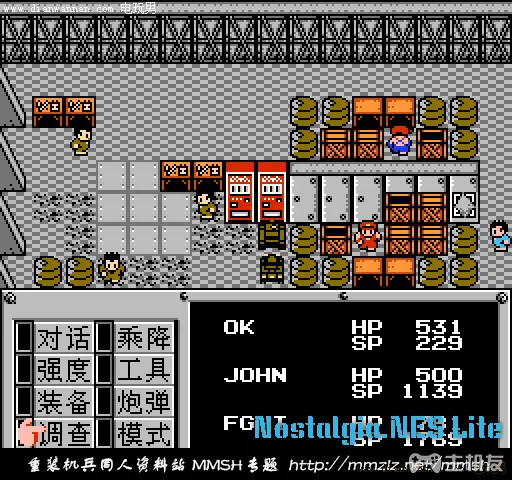 www.dianwannan.com 电玩男
对话 乘降
强度 工具
装备 炮弹
调查 模式
OK HP 531
SP 229
JOHN HP 500
SP 1139
Nostalgia.NES Lite
重装机兵同人资料站 MMSH专题 http://mmziz.net/mmsh